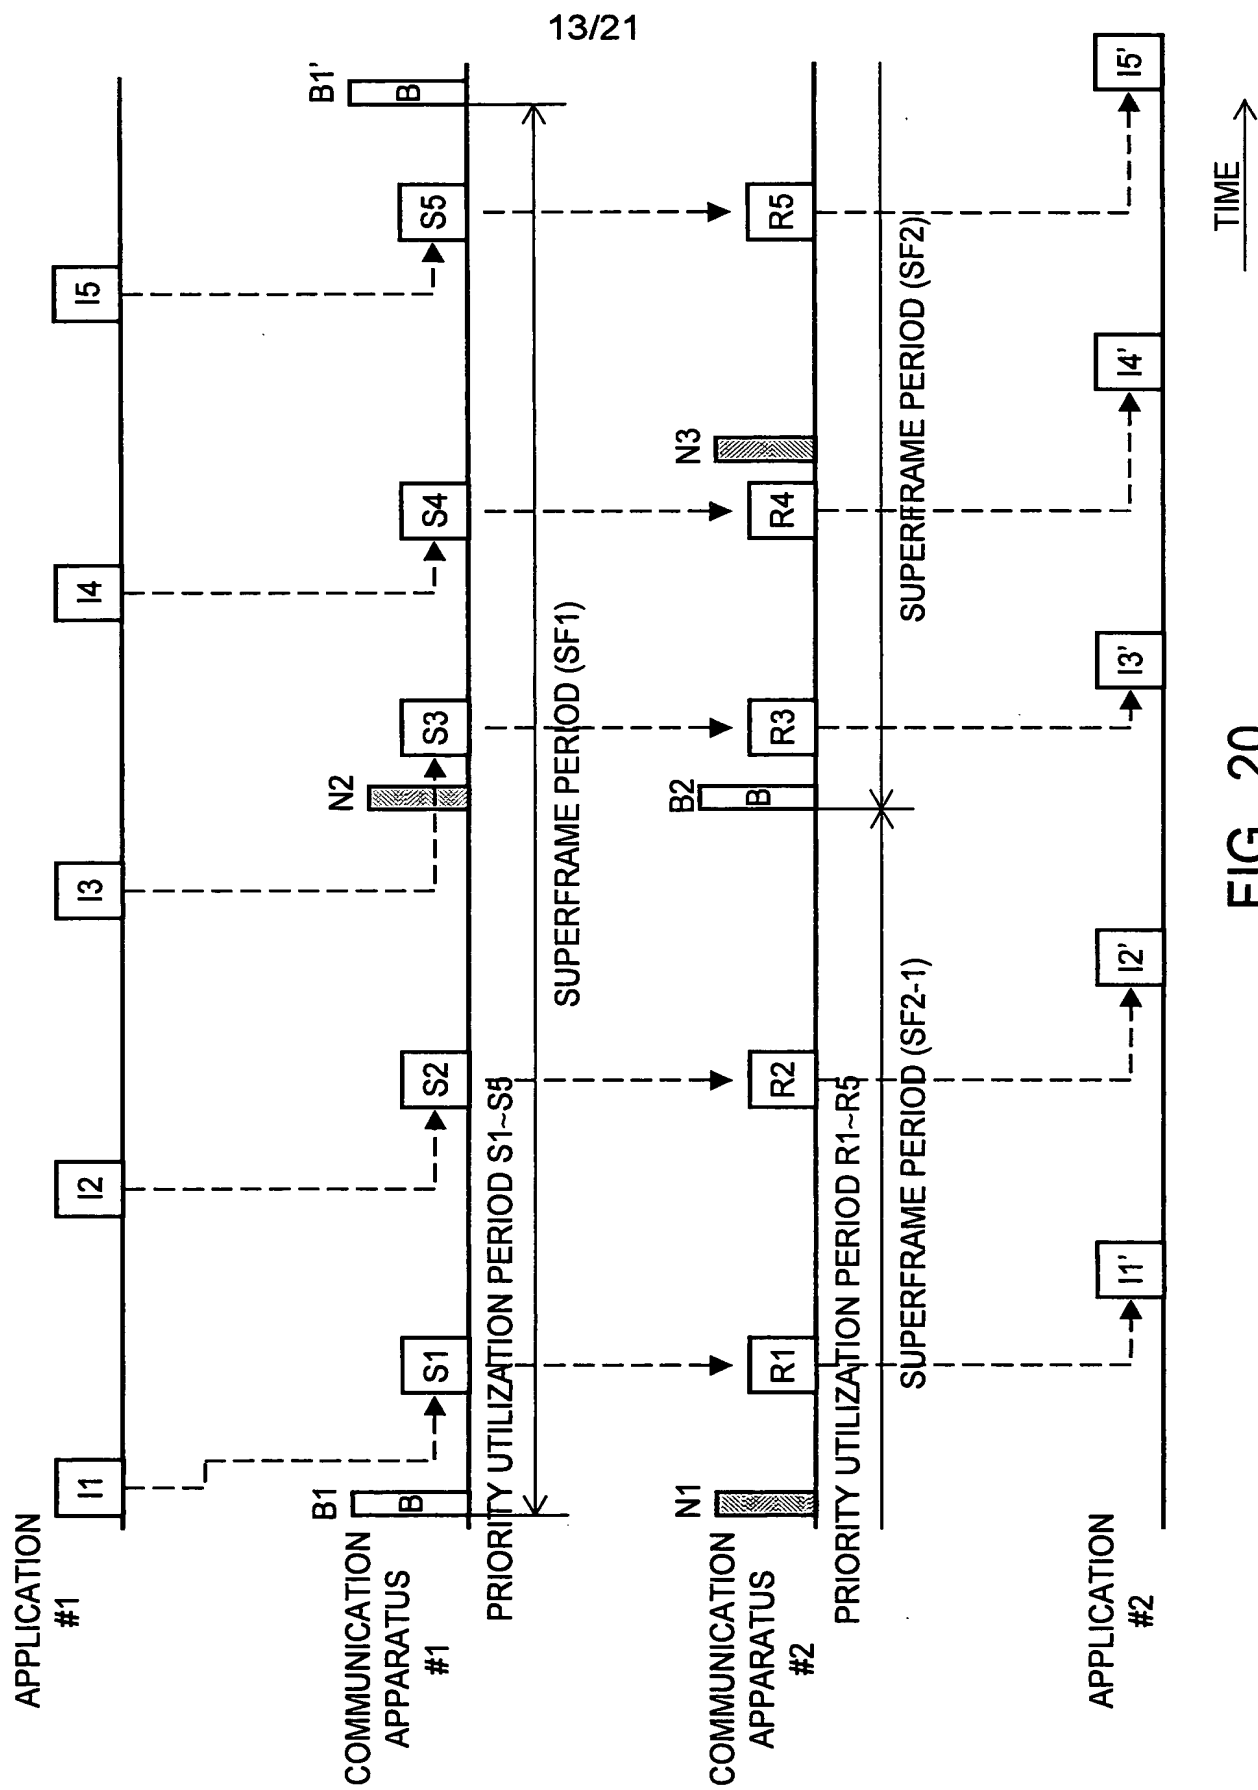 13/21
APPLICATION
#1
I1
I2
I3
I4
I5
COMMUNICATION
APPARATUS
#1
B1
B
S1
S2
N2
S3
S4
S5
B1'
B
PRIORITY UTILIZATION PERIOD S1~S5
SUPERFRAME PERIOD (SF1)
COMMUNICATION
APPARATUS
#2
N1
R1
R2
B2
B
R3
R4
N3
R5
PRIORITY UTILIZATION PERIOD R1~R5
SUPERFRAME PERIOD (SF2-1)
SUPERFRAME PERIOD (SF2)
APPLICATION
#2
I1'
I2'
I3'
I4'
I5'
TIME
FIG. 20